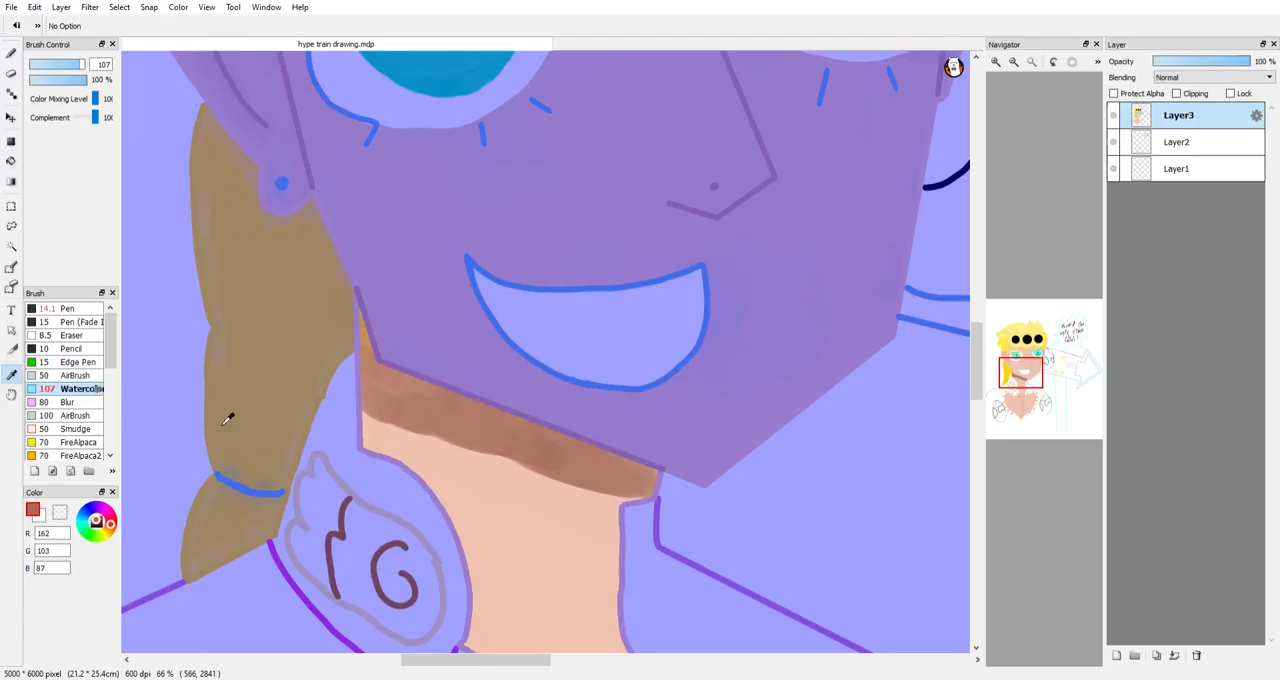 File Edit Layer Filter Select Snap Color View Tool Window Help
» No Option
Brush Control
hype train drawing.mdp
Navigator
Layer
107
100 %
Color Mixing Level
Complement
Opacity 100 %
Blending Normal
Protect Alpha Clipping Lock
Layer3
Layer2
Layer1
Brush
14.1 Pen
15 Pen (Fade
8.5 Eraser
10 Pencil
15 Edge Pen
50 AirBrush
107
80 Blur
100 AirBrush
50 Smudge
70 FireAlpaca
70 FireAlpaca2
Color
R 162
G 103
B 87
5000 * 6000 pixel (21.2 * 25.4cm) 600 dpi 66 % ( 566, 2841 )